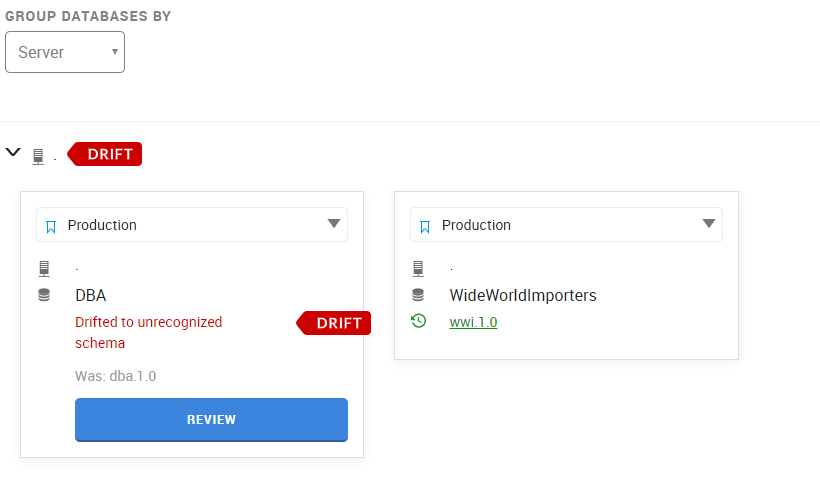 GROUP DATABASES BY
Server
. DRIFT
Production
.
DBA
Drifted to unrecognized
schema
DRIFT
Was: dba.1.0
REVIEW
Production
.
WideWorldImporters
wwi.1.0